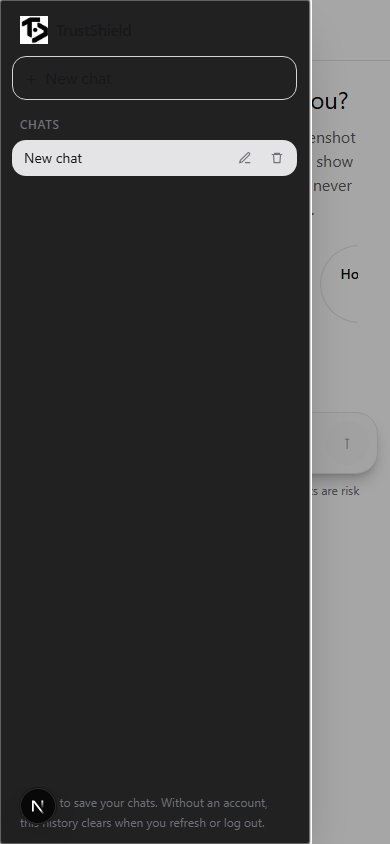 TrustShield
+ New chat
CHATS
New chat
ou?
enshot
show
never
Ho
↑
s are risk
N
to save your chats. Without an account,
this history clears when you refresh or log out.